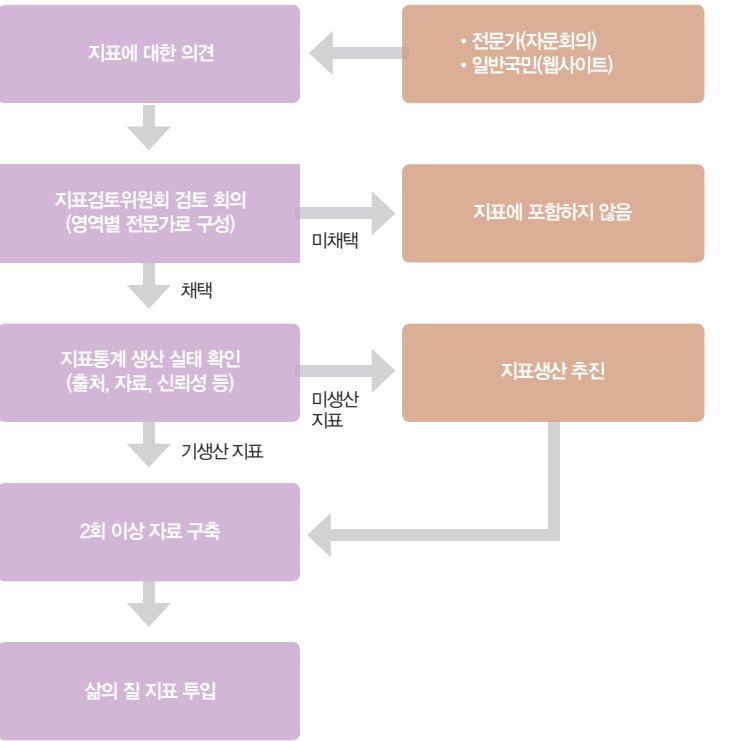 지표에 대한 의견
• 전문가(자문회의)
• 일반국민(웹사이트)
지표검토위원회 검토 회의
(영역별 전문가로 구성)
미채택
지표에 포함하지 않음
채택
지표통계 생산 실태 확인
(출처, 자료, 신뢰성 등)
미생산
지표
지표생산 추진
기생산 지표
2회 이상 자료 구축
삶의 질 지표 투입